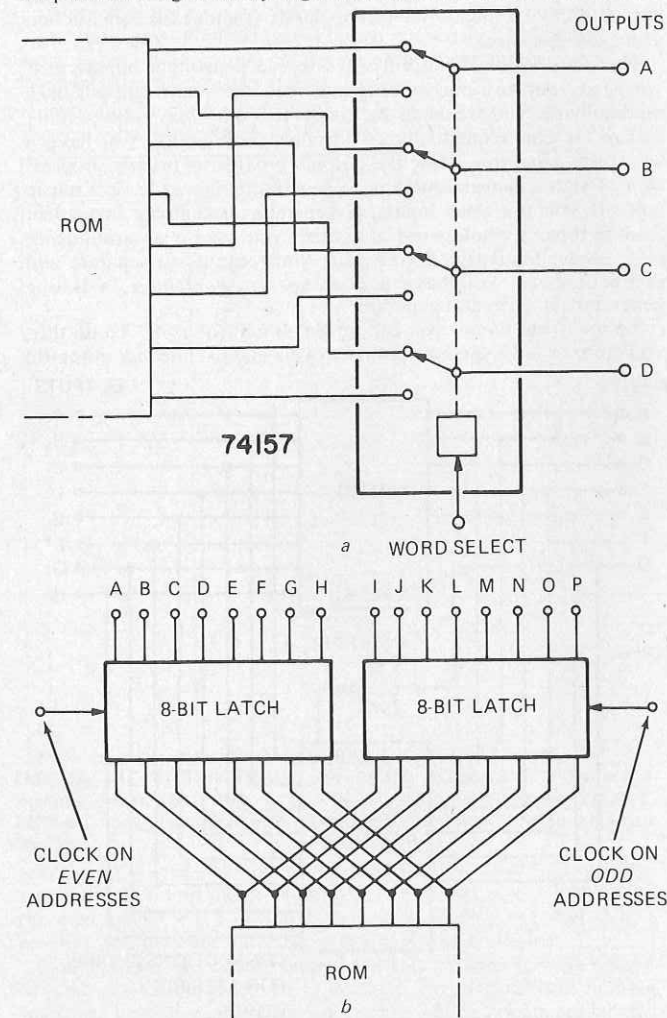 OUTPUTS
A
B
ROM
C
D
74157
a WORD SELECT
A B C D E F G H I J K L M N O P
8-BIT LATCH 8-BIT LATCH
CLOCK ON CLOCK ON
EVEN ODD
ADDRESSES ADDRESSES
ROM
b